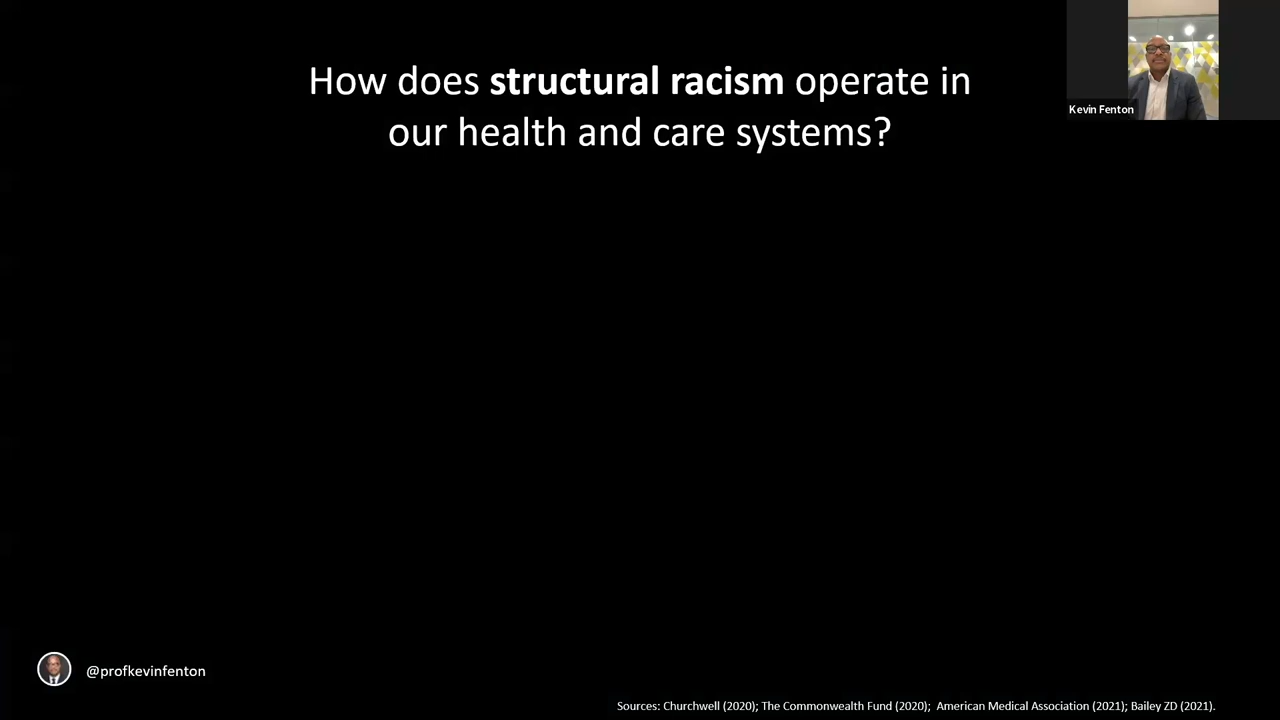 How does structural racism operate in
our health and care systems?
Kevin Fenton
@profkevinfenton
Sources: Churchwell (2020); The Commonwealth Fund (2020);  American Medical Association (2021); Bailey ZD (2021).